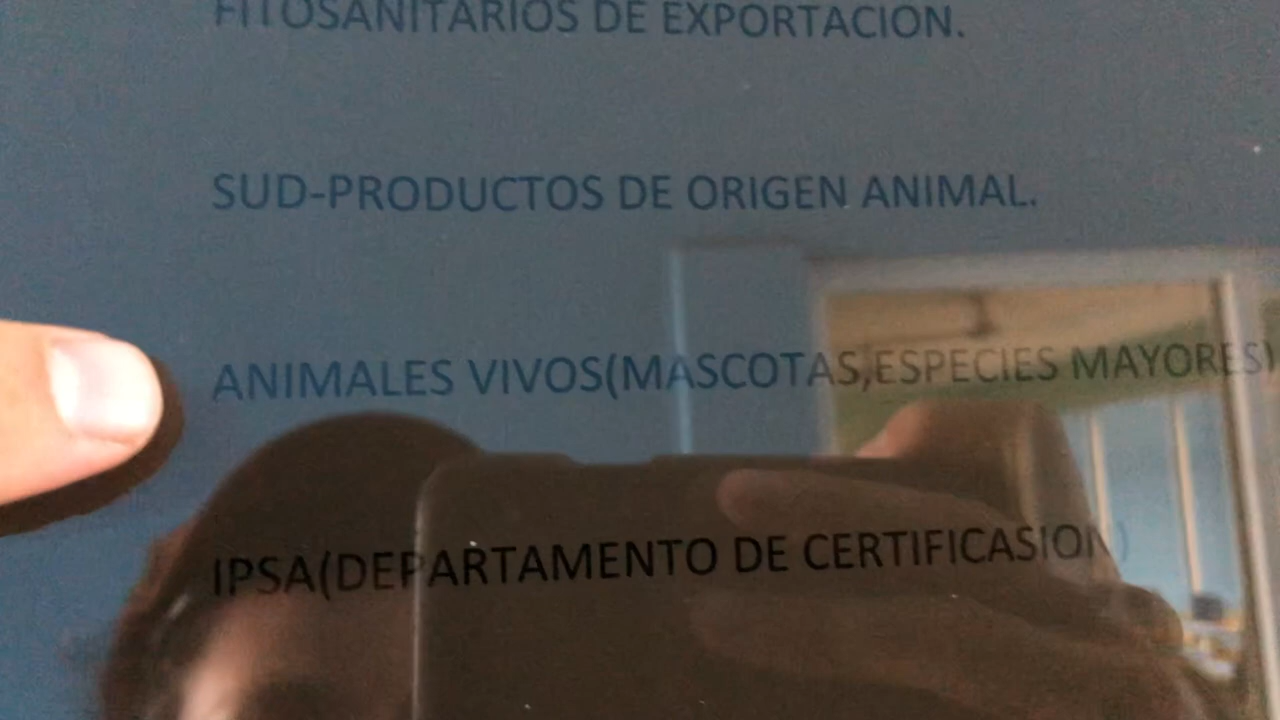 FITOSANITARIOS DE EXPORTACION.
SUD-PRODUCTOS DE ORIGEN ANIMAL.
ANIMALES VIVOS(MASCOTAS,ESPECIES MAYORES)
IPSA(DEPARTAMENTO DE CERTIFICASION)